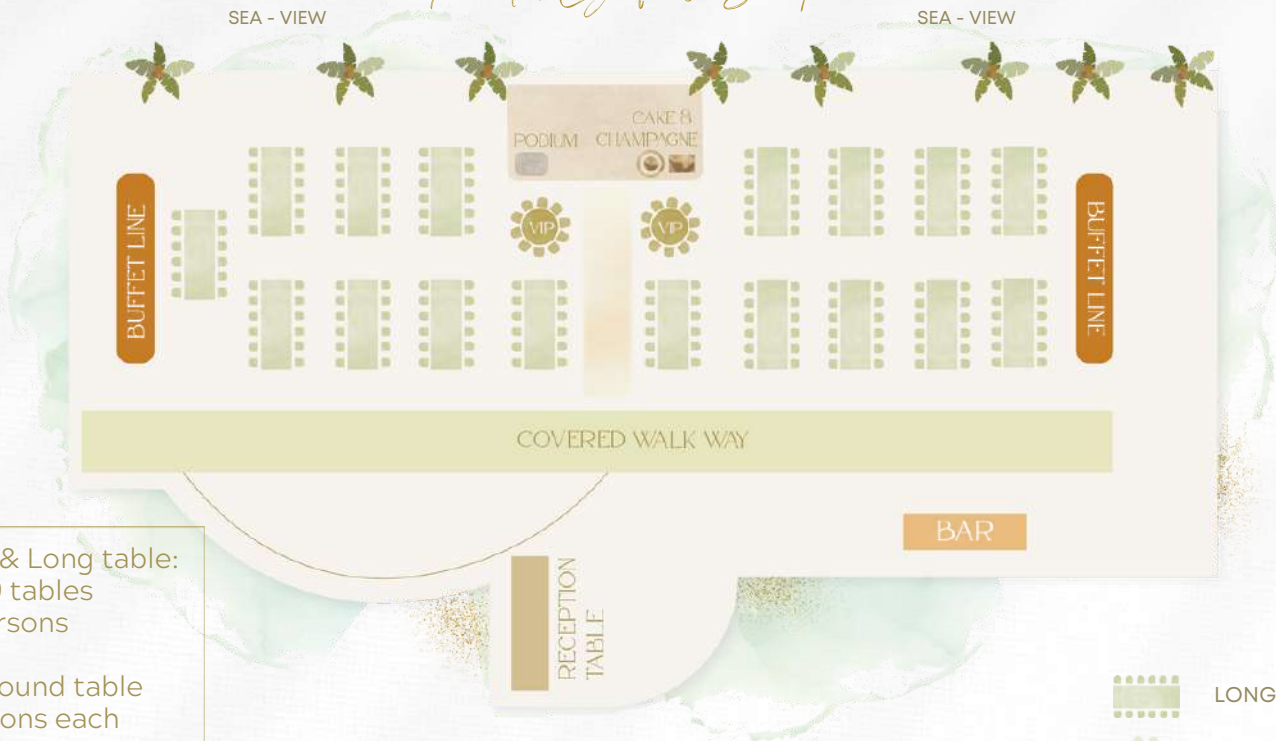 SEA - VIEW
SEA - VIEW
CAKE &
PODIUM CHAMPAGNE
VIP
VIP
BUFFET LINE
BUFFET LINE
COVERED WALK WAY
BAR
RECEPTION
TABLE
& Long table:
tables
rsons
ound table
ons each
LONG